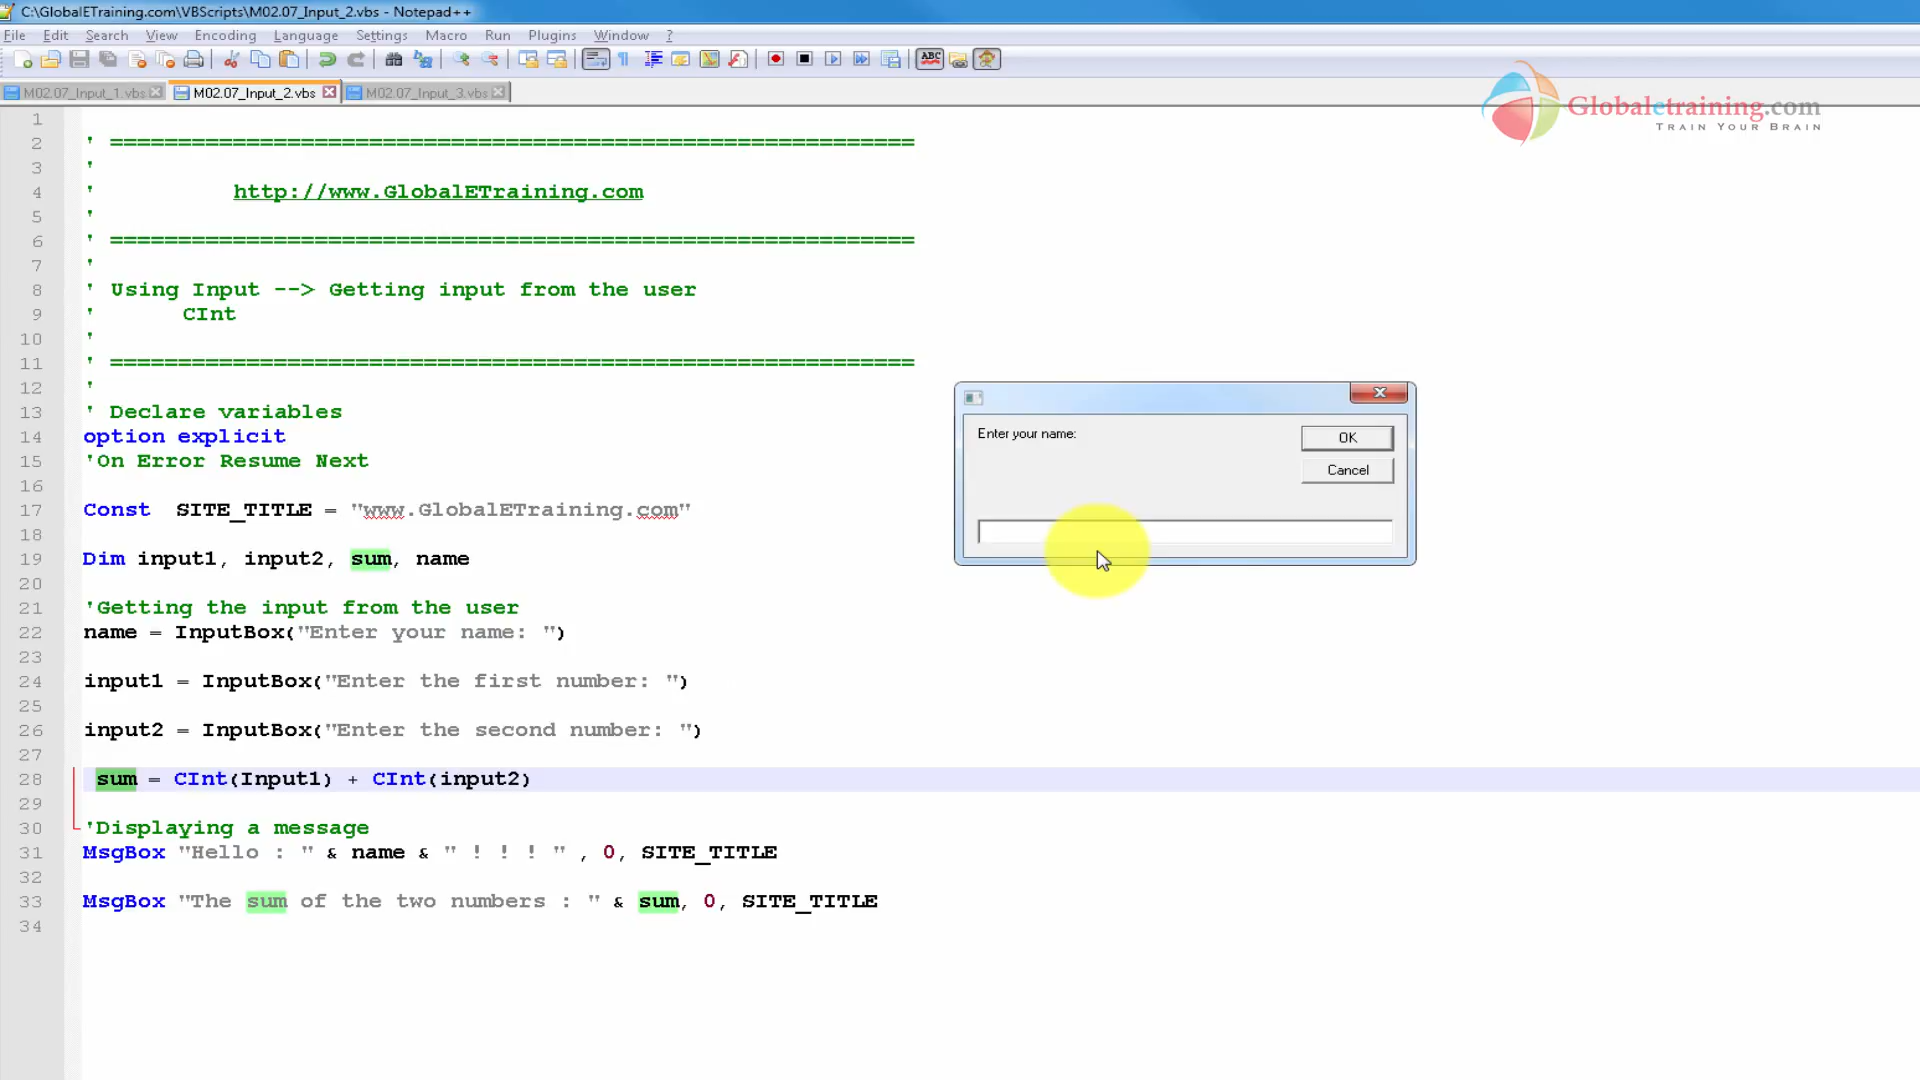 C:\GlobalETraining.com\VBScripts\M02.07_Input_2.vbs - Notepad++
File Edit Search View Encoding Language Settings Macro Run Plugins Window ?
ABC
M02.07_Input_1.vbs M02.07_Input_2.vbs M02.07_Input_3.vbs
Globaletraining.com
TRAIN YOUR BRAIN
1
2 ' ===========================================================
3 '
4 ' http://www.GlobalETraining.com
5 '
6 ' ===========================================================
7 '
8 ' Using Input --> Getting input from the user
9 ' CInt
10 '
11 ' ===========================================================
12 '
13 ' Declare variables
14 option explicit
15 'On Error Resume Next
16
17 Const SITE_TITLE = "www.GlobalETraining.com"
18
19 Dim input1, input2, sum, name
20
21 'Getting the input from the user
22 name = InputBox("Enter your name: ")
23
24 input1 = InputBox("Enter the first number: ")
25
26 input2 = InputBox("Enter the second number: ")
27
28 sum = CInt(Input1) + CInt(input2)
29
30 'Displaying a message
31 MsgBox "Hello : " & name & " ! ! ! " , 0, SITE_TITLE
32
33 MsgBox "The sum of the two numbers : " & sum, 0, SITE_TITLE
34
Enter your name:
OK
Cancel